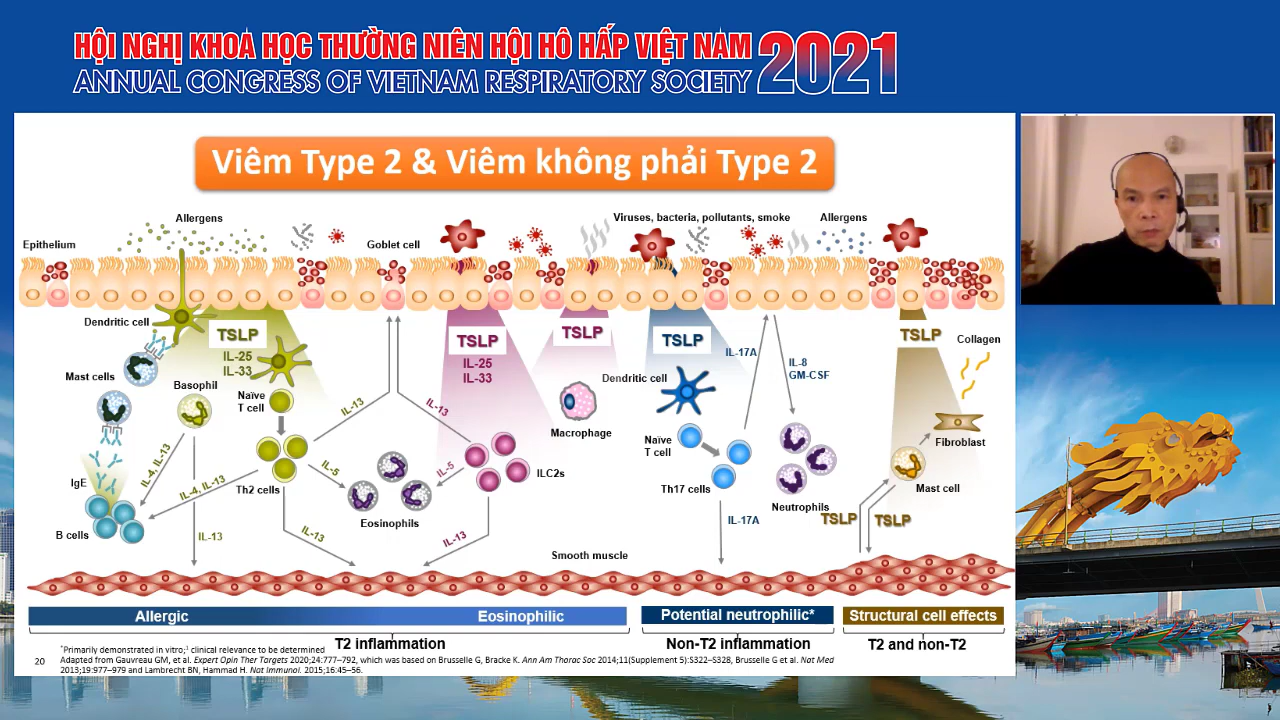 HỘI NGHỊ KHOA HỌC THƯỜNG NIÊN HỘI HÔ HẤP VIỆT NAM 2021
ANNUAL CONGRESS OF VIETNAM RESPIRATORY SOCIETY
Viêm Type 2 & Viêm không phải Type 2
Allergens
Viruses, bacteria, pollutants, smoke
Allergens
Epithelium
Goblet cell
Dendritic cell
TSLP
IL-25
IL-33
TSLP
IL-25
IL-33
TSLP
TSLP
IL-17A
IL-8
GM-CSF
TSLP
Collagen
Mast cells
Basophil
Naïve
T cell
IL-13
IL-13
Macrophage
Dendritic cell
Naïve
T cell
Fibroblast
IL-4, IL-13
IL-5
IL-5
ILC2s
IgE
IL-4, IL-13
Th2 cells
Eosinophils
Th17 cells
Neutrophils
Mast cell
TSLP
TSLP
B cells
IL-13
IL-13
IL-13
IL-17A
Smooth muscle
Allergic
Eosinophilic
Potential neutrophilic*
Structural cell effects
T2 inflammation
Non-T2 inflammation
T2 and non-T2
*Primarily demonstrated in vitro;¹ clinical relevance to be determined
Adapted from Gauvreau GM, et al. Expert Opin Ther Targets 2020;24:777–792, which was based on Brusselle G, Bracke K. Ann Am Thorac Soc 2014;11(Supplement 5):S322–S328, Brusselle G et al. Nat Med
2013;19:977–979 and Lambrecht BN, Hammad H. Nat Immunol. 2015;16:45–56.
20